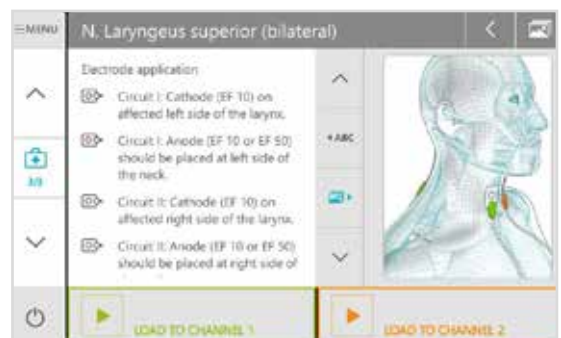 MENU
N. Laryngeus superior (bilateral)
Electrode application
Circuit I: Cathode (EF 10) on
affected left side of the larynx.
Circuit I: Anode (EF 10 or EF 50)
should be placed at left side of
the neck.
Circuit II: Cathode (EF 10) on
affected right side of the larynx.
Circuit II: Anode (EF 10 or EF 50)
should be placed at right side of
+ABC
3/3
LOAD TO CHANNEL 1
LOAD TO CHANNEL 2